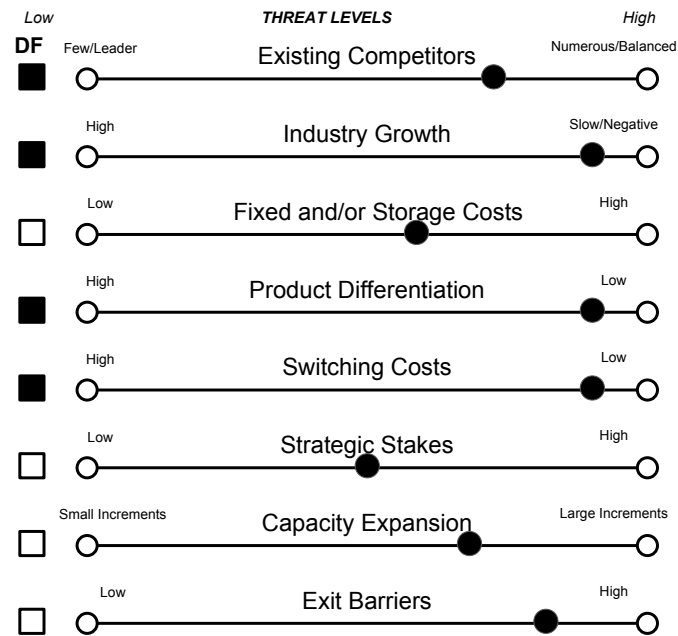 Low THREAT LEVELS High
DF Few/Leader Existing Competitors Numerous/Balanced
High Industry Growth Slow/Negative
Low Fixed and/or Storage Costs High
High Product Differentiation Low
High Switching Costs Low
Low Strategic Stakes High
Small Increments Capacity Expansion Large Increments
Low Exit Barriers High